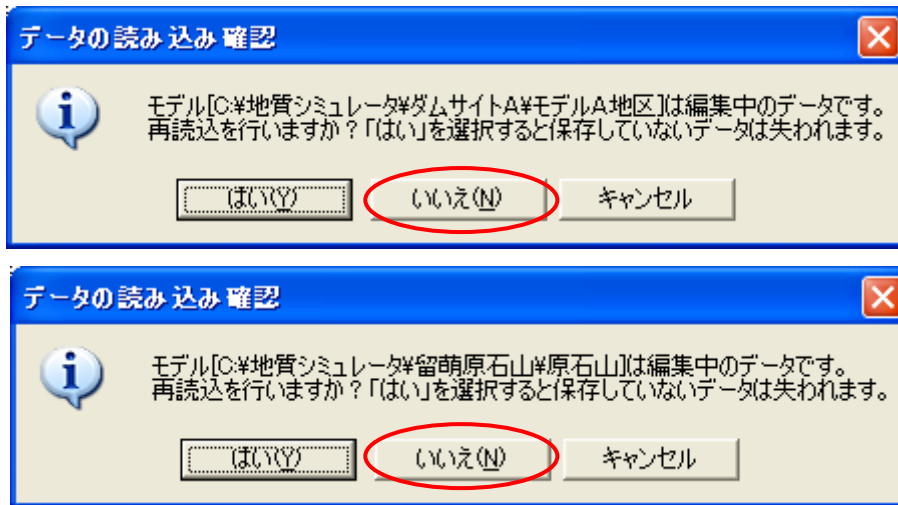 データの読み込み確認
モデル[C:¥地質シミュレータ¥ダムサイトA¥モデルA地区]は編集中のデータです。
再読込を行いますか？「はい」を選択すると保存していないデータは失われます。
はい(Y) いいえ(N) キャンセル
データの読み込み確認
モデル[C:¥地質シミュレータ¥留萌原石山¥原石山]は編集中のデータです。
再読込を行いますか？「はい」を選択すると保存していないデータは失われます。
はい(Y) いいえ(N) キャンセル